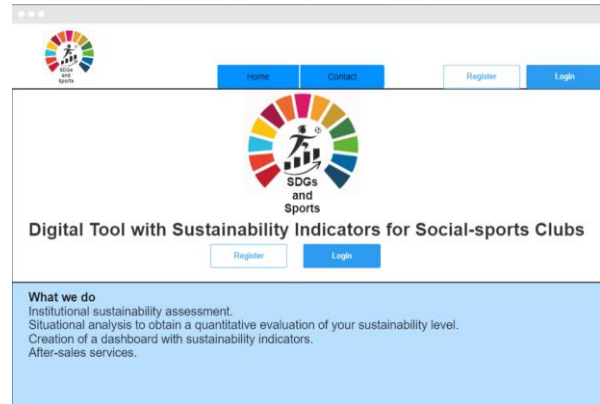 SDGs
and
Sports
Home
Contact
Register
Login
SDGs
and
Sports
Digital Tool with Sustainability Indicators for Social-sports Clubs
Register
Login
What we do
Institutional sustainability assessment.
Situational analysis to obtain a quantitative evaluation of your sustainability level.
Creation of a dashboard with sustainability indicators.
After-sales services.